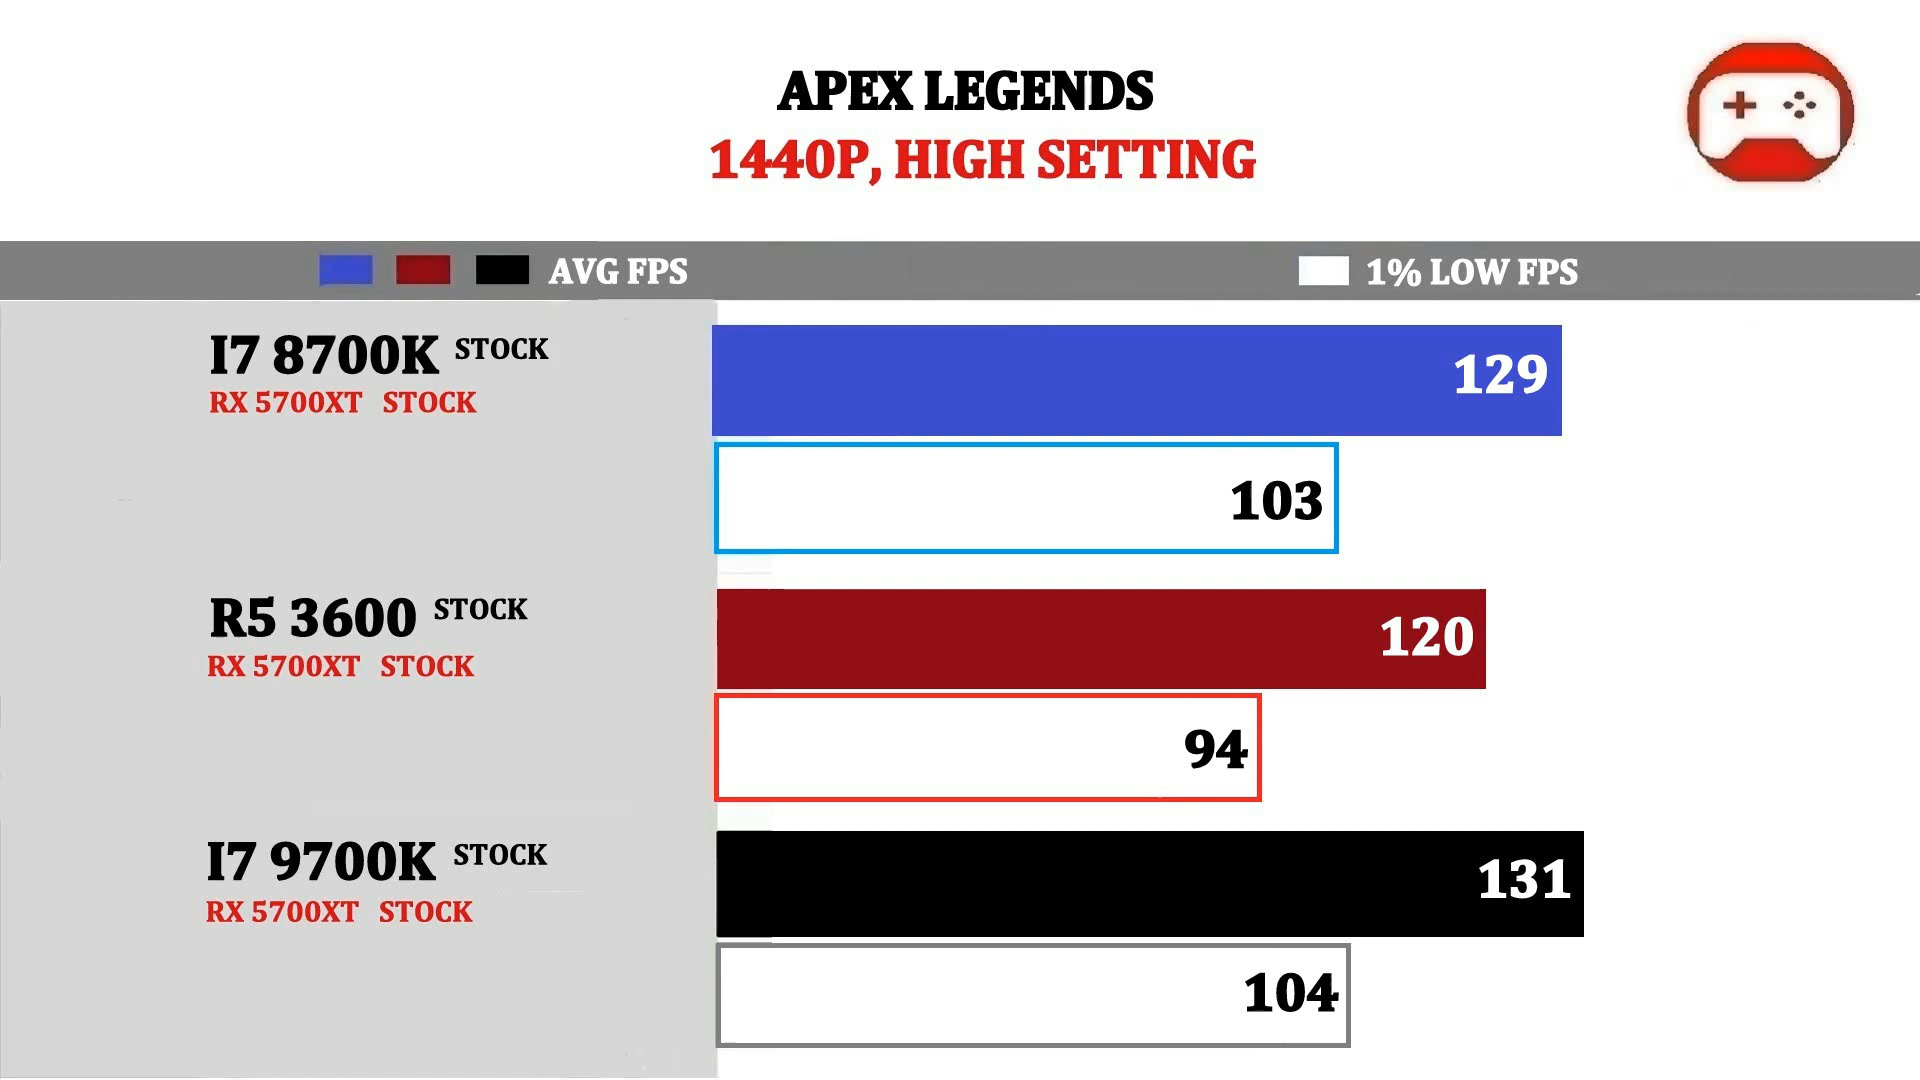 APEX LEGENDS
1440P, HIGH SETTING
AVG FPS
1% LOW FPS
I7 8700K STOCK
RX 5700XT STOCK
129
103
R5 3600 STOCK
RX 5700XT STOCK
120
94
I7 9700K STOCK
RX 5700XT STOCK
131
104